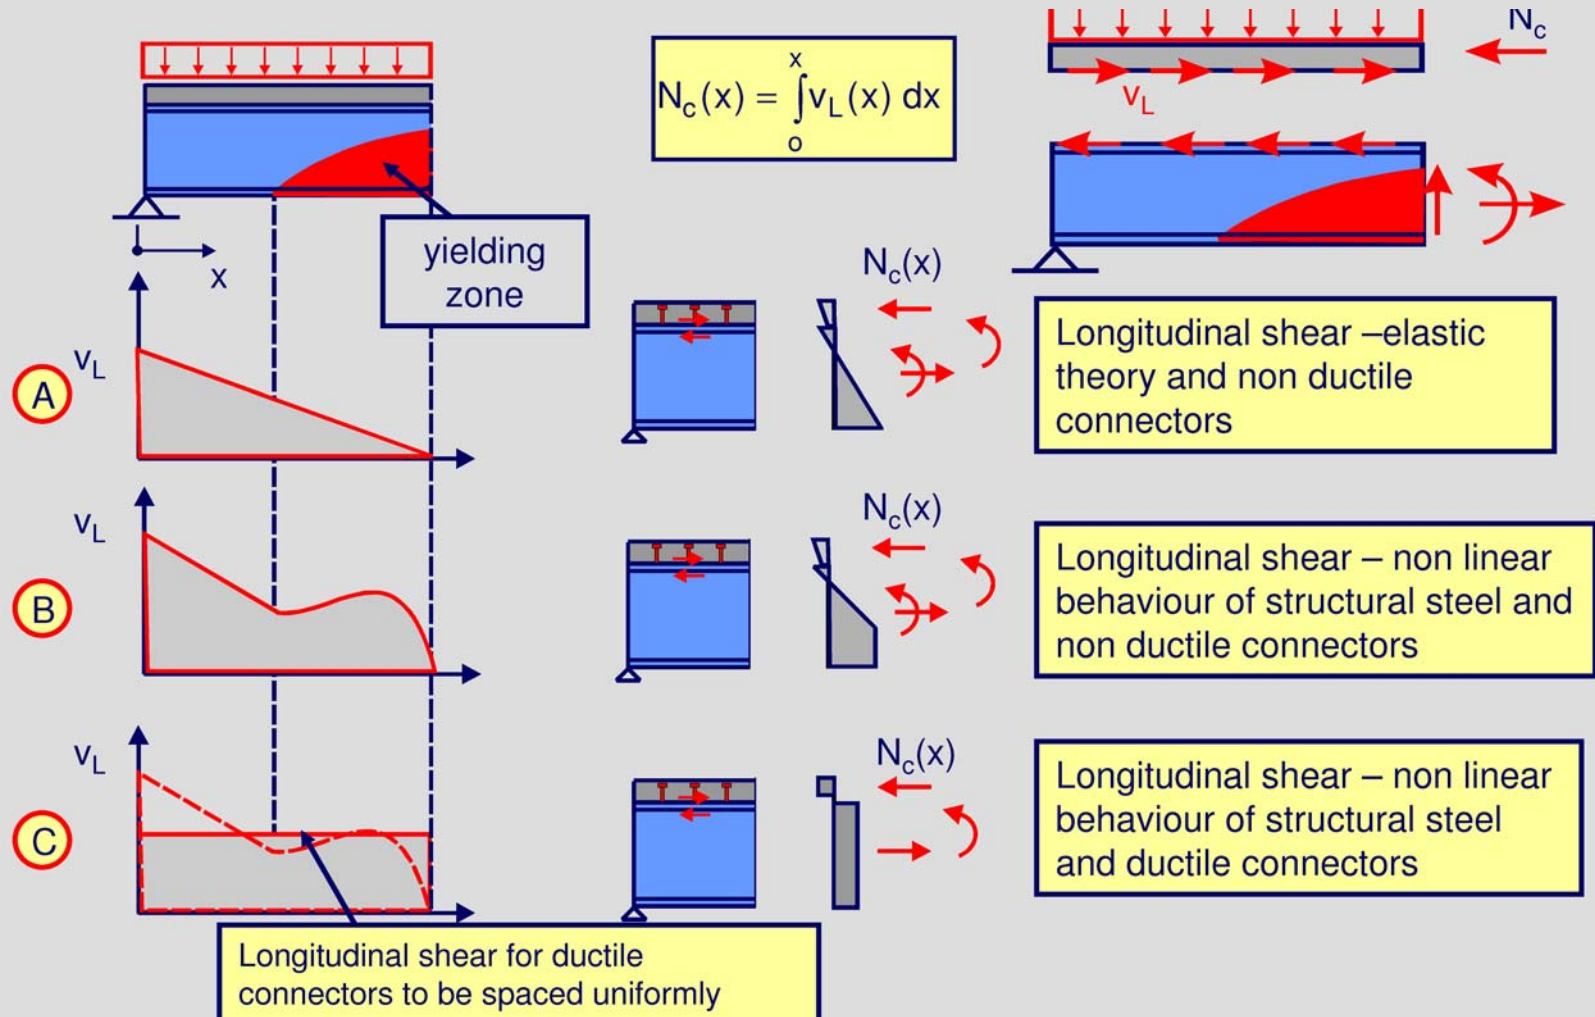 N_c(x) = ∫ₒˣ v_L(x) dx
N_c
v_L
yielding
zone
x
A
v_L
N_c(x)
Longitudinal shear –elastic
theory and non ductile
connectors
B
v_L
N_c(x)
Longitudinal shear – non linear
behaviour of structural steel and
non ductile connectors
C
v_L
N_c(x)
Longitudinal shear – non linear
behaviour of structural steel
and ductile connectors
Longitudinal shear for ductile
connectors to be spaced uniformly